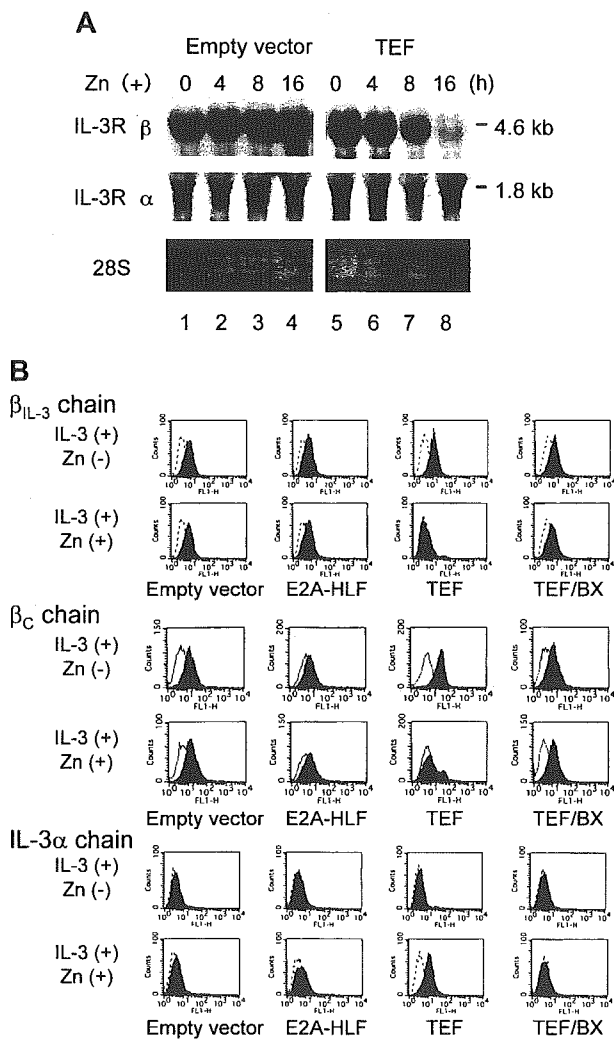 A
Empty vector TEF
Zn (+) 0 4 8 16 0 4 8 16 (h)
IL-3R β 4.6 kb
IL-3R α 1.8 kb
28S
1 2 3 4 5 6 7 8
B
βIL-3 chain
IL-3 (+)
Zn (-)
IL-3 (+)
Zn (+)
Empty vector E2A-HLF TEF TEF/BX
βC chain
IL-3 (+)
Zn (-)
IL-3 (+)
Zn (+)
Empty vector E2A-HLF TEF TEF/BX
IL-3α chain
IL-3 (+)
Zn (-)
IL-3 (+)
Zn (+)
Empty vector E2A-HLF TEF TEF/BX